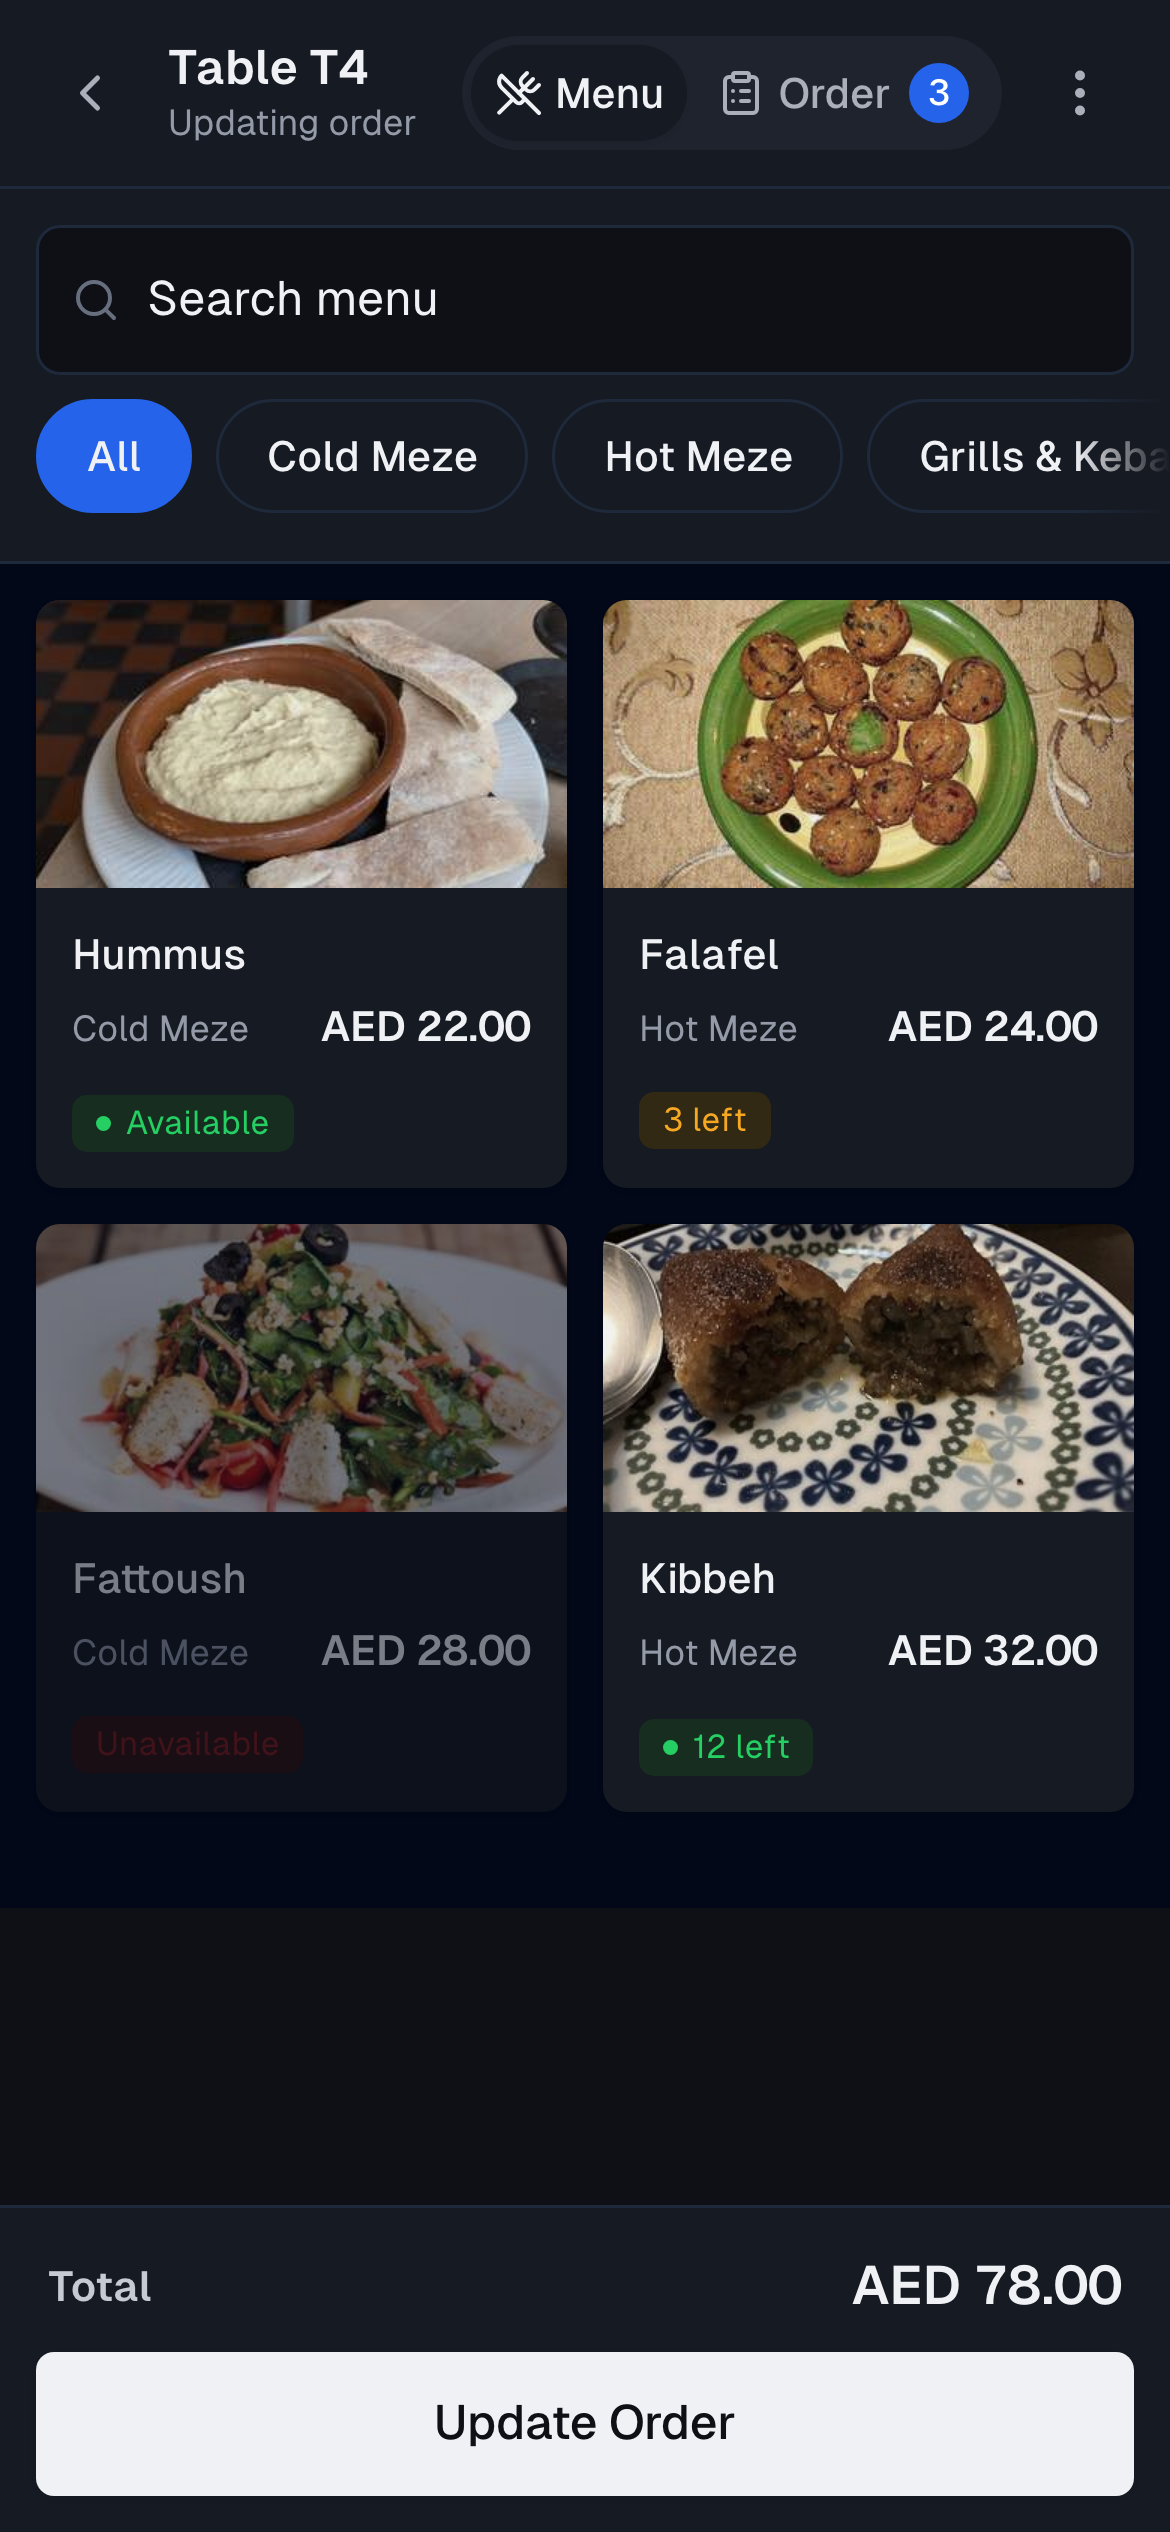 Table T4
Updating order
Menu
Order 3
Search menu
All
Cold Meze
Hot Meze
Grills & Keba
Hummus
Cold Meze AED 22.00
Available
Falafel
Hot Meze AED 24.00
3 left
Fattoush
Cold Meze AED 28.00
Unavailable
Kibbeh
Hot Meze AED 32.00
12 left
Total AED 78.00
Update Order